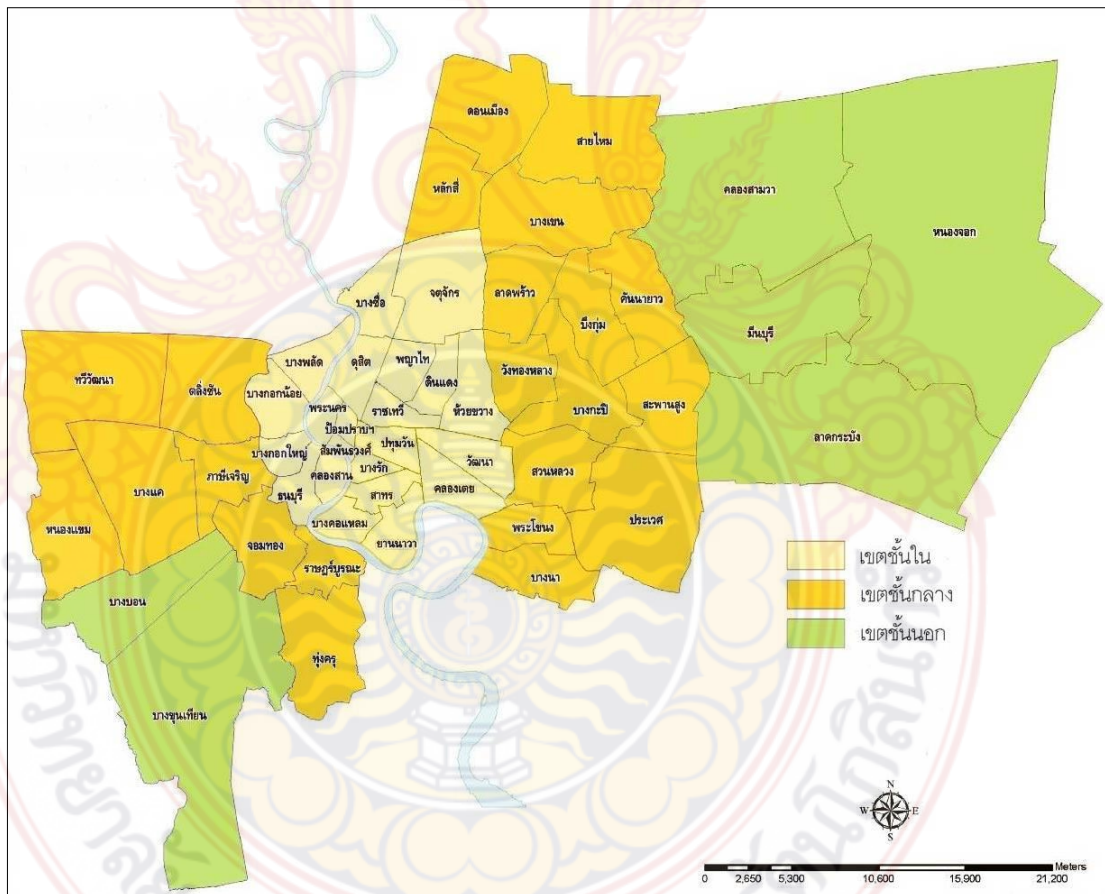 ดอนเมือง
สายไหม
หลักสี่
บางเขน
คลองสามวา
หนองจอก
บางซื่อ
จตุจักร
ลาดพร้าว
คันนายาว
บึงกุ่ม
มีนบุรี
ทวีวัฒนา
ตลิ่งชัน
บางพลัด
ดุสิต
พญาไท
ดินแดง
วังทองหลาง
บางกอกน้อย
พระนคร
ราชเทวี
ห้วยขวาง
บางกะปิ
สะพานสูง
ป้อมปราบฯ
ปทุมวัน
ลาดกระบัง
บางกอกใหญ่
สัมพันธวงศ์
บางรัก
วัฒนา
สวนหลวง
ภาษีเจริญ
คลองสาน
คลองเตย
บางแค
ธนบุรี
สาทร
หนองแขม
บางคอแหลม
พระโขนง
ประเวศ
จอมทอง
ยานนาวา
ราษฎร์บูรณะ
บางนา
บางบอน
ทุ่งครุ
บางขุนเทียน
เขตชั้นใน
เขตชั้นกลาง
เขตชั้นนอก
N
W E
S
Meters
0 2,650 5,300 10,600 15,900 21,200